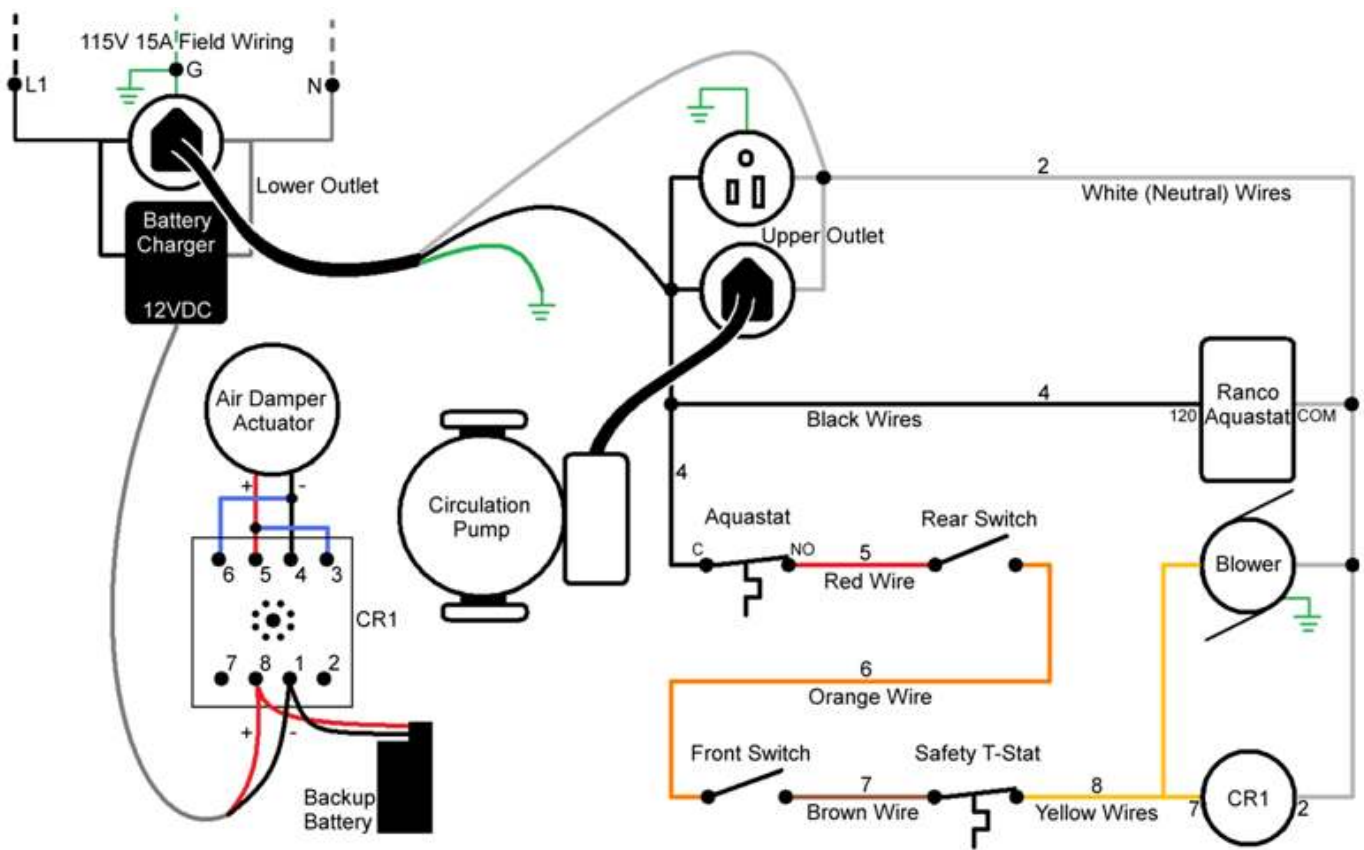 115V 15A Field Wiring
L1
G
N
Lower Outlet
Battery
Charger
12VDC
2
White (Neutral) Wires
Upper Outlet
Air Damper
Actuator
+
-
6
5
4
3
CR1
7
8
1
2
+
-
Backup
Battery
Circulation
Pump
4
Black Wires
Ranco
Aquastat
120
COM
4
Aquastat
C
NO
5
Red Wire
Rear Switch
Blower
6
Orange Wire
Front Switch
7
Brown Wire
Safety T-Stat
8
Yellow Wires
7
CR1
2